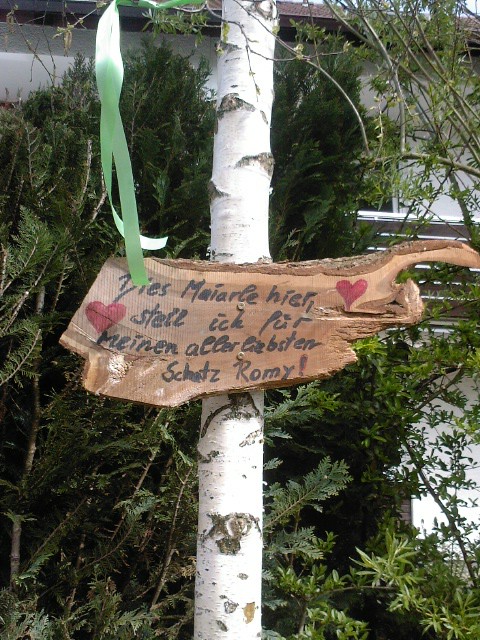 Dies Maiarle hier,
stell ich für
meinen allerliebsten
Schatz Romy!